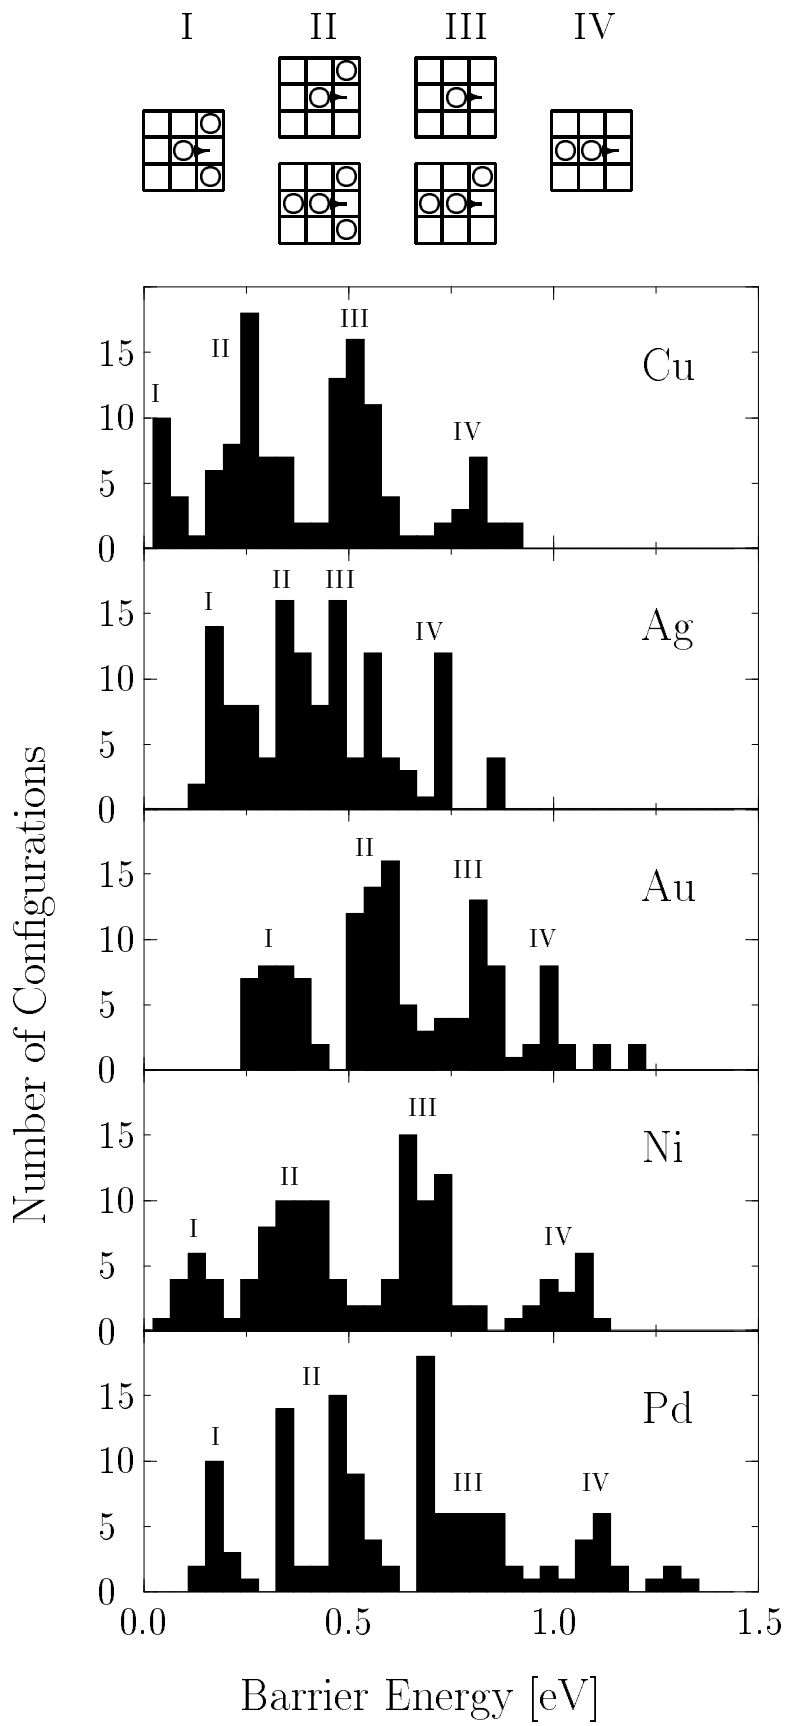 I II III IV
I II III IV Cu
15
10
5
0
I II III IV Ag
15
10
5
0
I II III IV Au
15
10
5
0
I II III IV Ni
15
10
5
0
I II III IV Pd
15
10
5
0
0.0 0.5 1.0 1.5
Barrier Energy [eV]
Number of Configurations